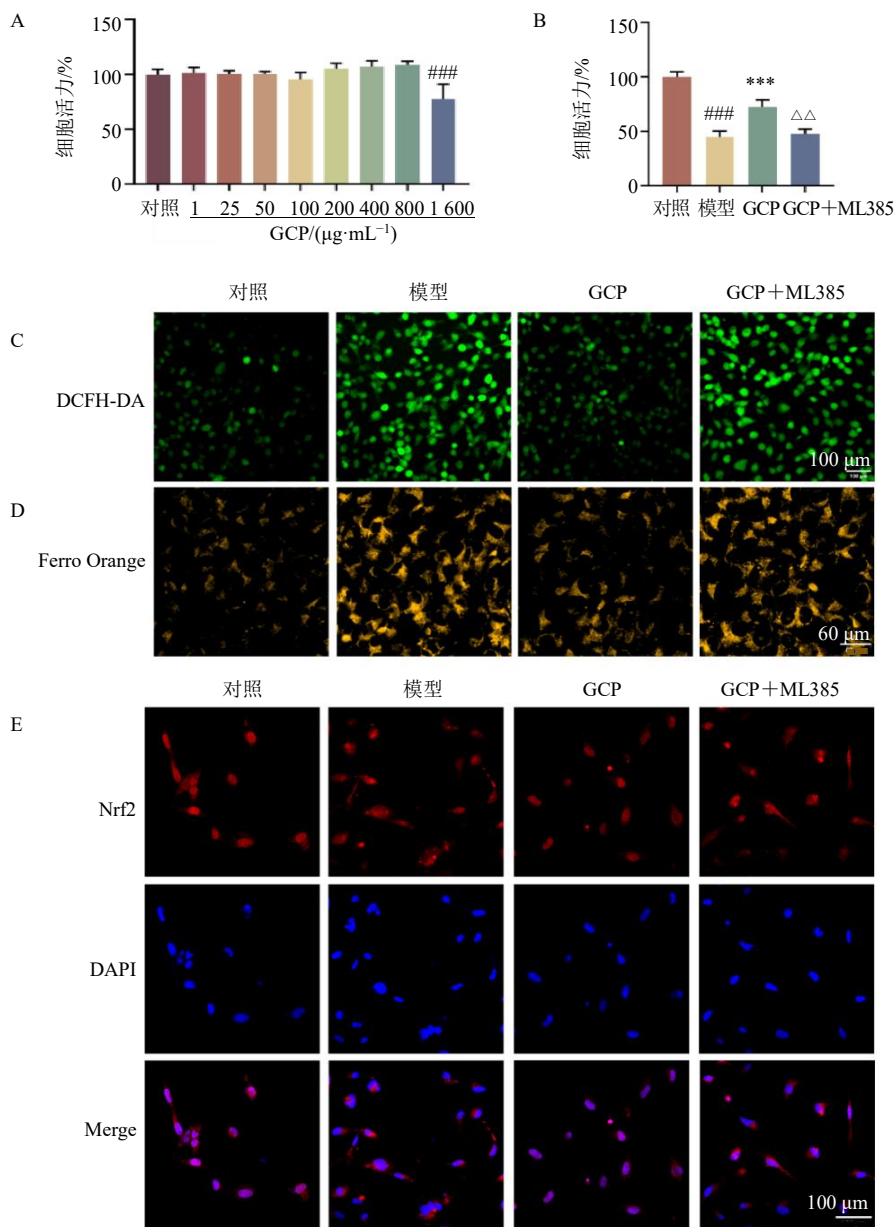 A
150
100
50
0
细胞活力/%
###
对照 1 25 50 100 200 400 800 1 600
GCP/(μg·mL⁻¹)
B
150
100
50
0
细胞活力/%
###
***
△△
对照 模型 GCP GCP+ML385
对照 模型 GCP GCP+ML385
C
DCFH-DA
100 μm
100 μm
D
Ferro Orange
60 μm
对照 模型 GCP GCP+ML385
E
Nrf2
DAPI
Merge
100 μm